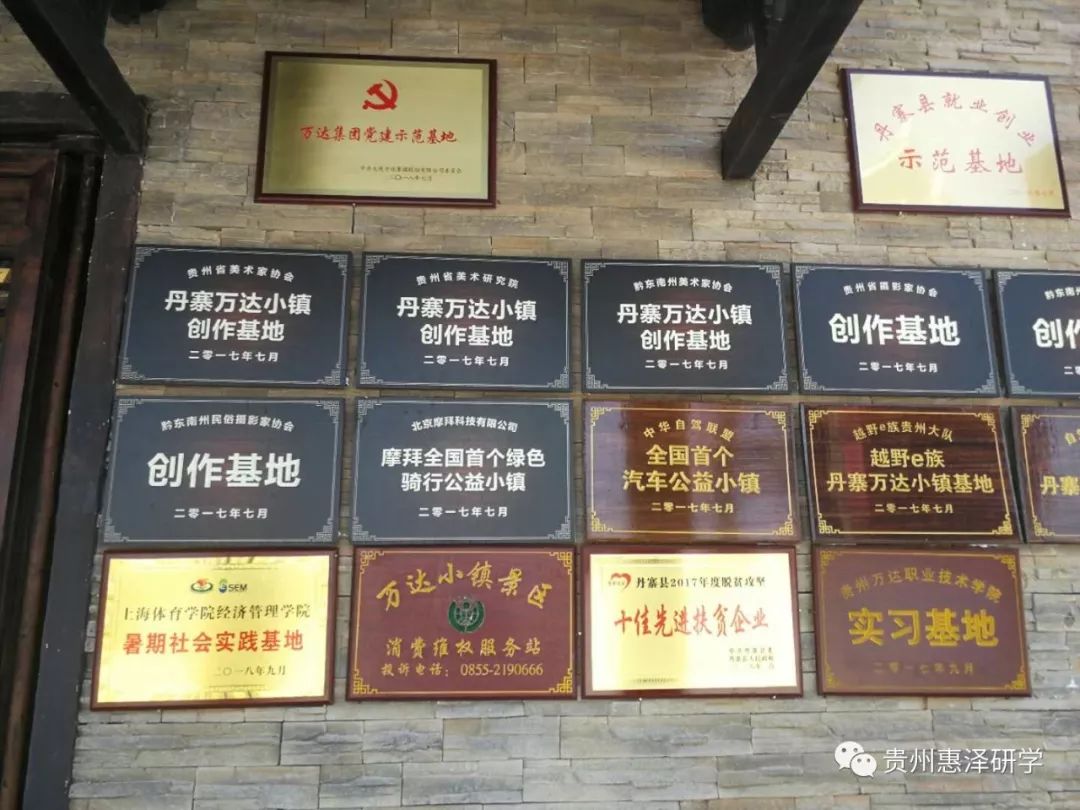 万达集团党建示范基地
二〇一八年七月
丹寨县就业创业
示范基地
贵州省美术家协会
丹寨万达小镇
创作基地
二零一七年七月
贵州省美术研究院
丹寨万达小镇
创作基地
二零一七年七月
黔东南州美术家协会
丹寨万达小镇
创作基地
二零一七年七月
贵州省摄影家协会
创作基地
二零一七年七月
黔东南州
创作
黔东南州民俗摄影家协会
创作基地
二零一七年七月
北京摩拜科技有限公司
摩拜全国首个绿色
骑行公益小镇
二零一七年七月
中华自驾联盟
全国首个
汽车公益小镇
二零一七年七月
越野e族贵州大队
越野e族
丹寨万达小镇基地
二零一七年七月
自
丹寨
SEM
上海体育学院经济管理学院
暑期社会实践基地
二〇一八年九月
万达小镇景区
消费维权服务站
投诉电话：0855-2190666
丹寨县2017年度脱贫攻坚
十佳先进扶贫企业
贵州万达职业技术学院
实习基地
二零一七年九月
贵州惠泽研学